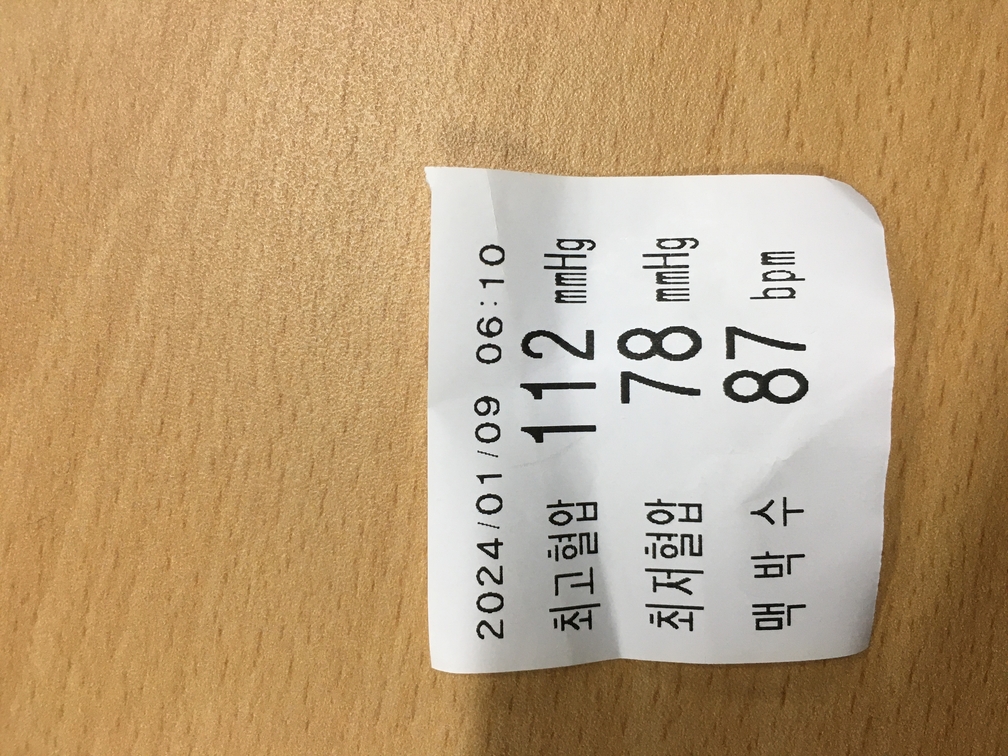 2024/01/09 06:10
최고혈압 112 mmHg
최저혈압 78 mmHg
맥 박 수 87 bpm